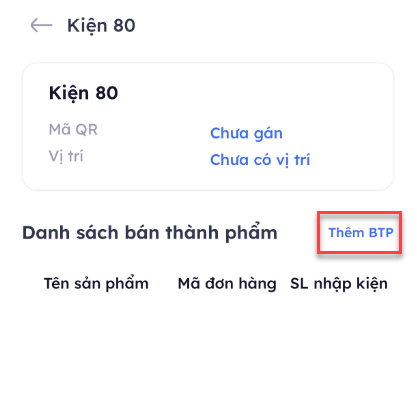 Kiện 80
Kiện 80
Mã QR Chưa gán
Vị trí Chưa có vị trí
Danh sách bán thành phẩm Thêm BTP
Tên sản phẩm Mã đơn hàng SL nhập kiện